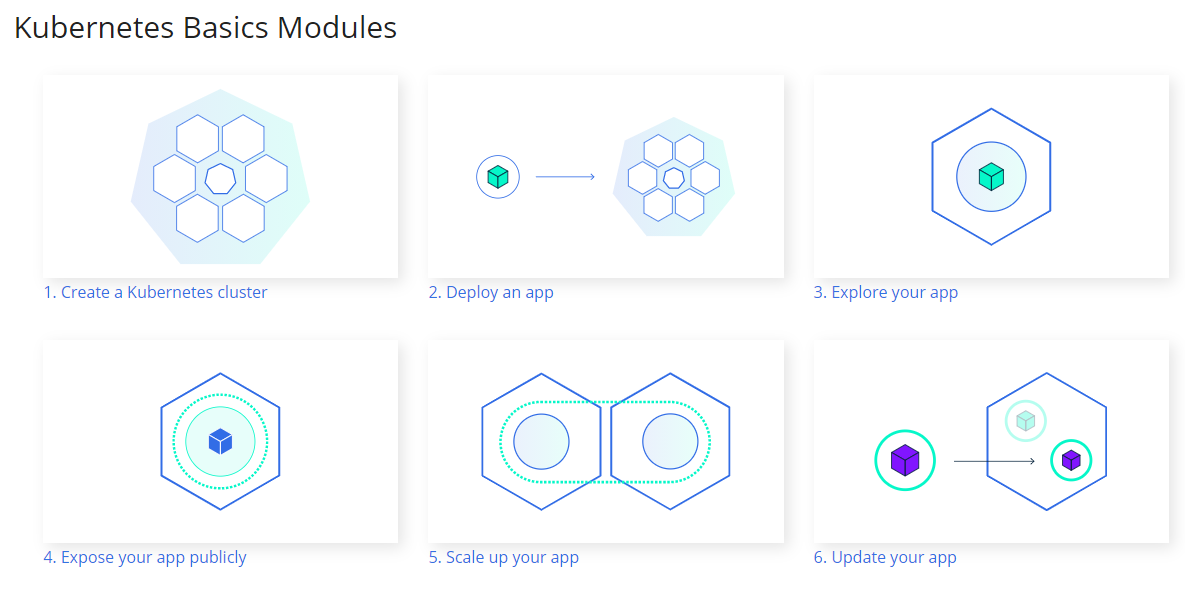 Kubernetes Basics Modules
1. Create a Kubernetes cluster
2. Deploy an app
3. Explore your app
4. Expose your app publicly
5. Scale up your app
6. Update your app